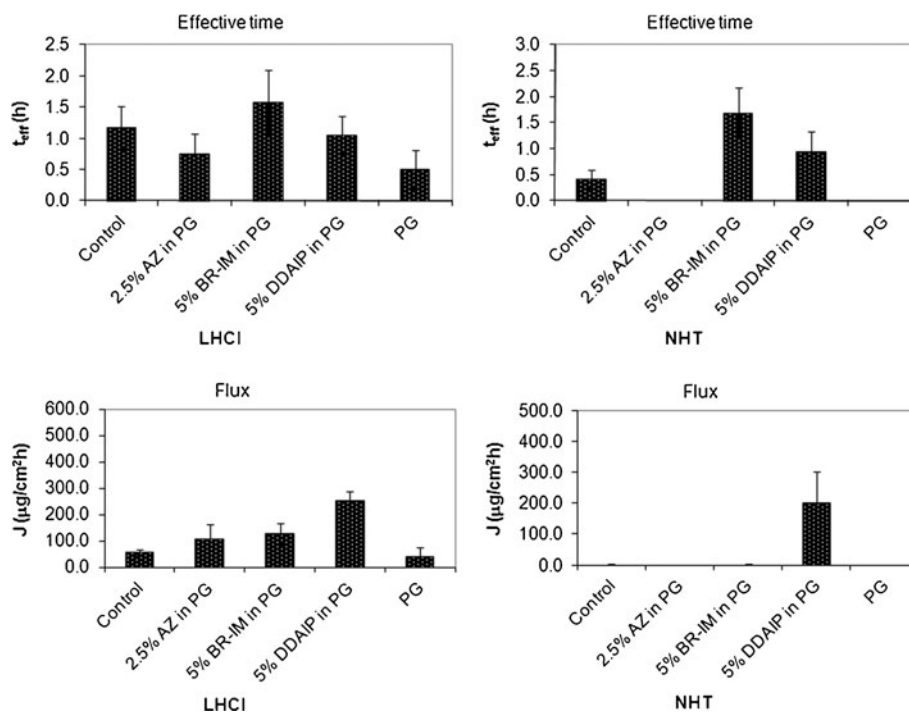 Effective time
2.5
2.0
1.5
1.0
0.5
0.0
t eff (h)
Control
2.5% AZ in PG
5% BR-IM in PG
5% DDAIP in PG
PG
LHCl
Effective time
3.0
2.5
2.0
1.5
1.0
0.5
0.0
t eff (h)
Control
2.5% AZ in PG
5% BR-IM in PG
5% DDAIP in PG
PG
NHT
Flux
600.0
500.0
400.0
300.0
200.0
100.0
0.0
J (µg/cm²h)
Control
2.5% AZ in PG
5% BR-IM in PG
5% DDAIP in PG
PG
LHCl
Flux
500.0
400.0
300.0
200.0
100.0
0.0
J (µg/cm²h)
Control
2.5% AZ in PG
5% BR-IM in PG
5% DDAIP in PG
PG
NHT